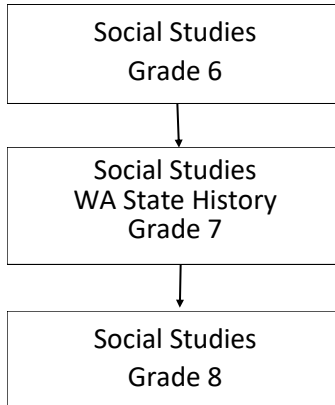 Social Studies
Grade 6
Social Studies
WA State History
Grade 7
Social Studies
Grade 8